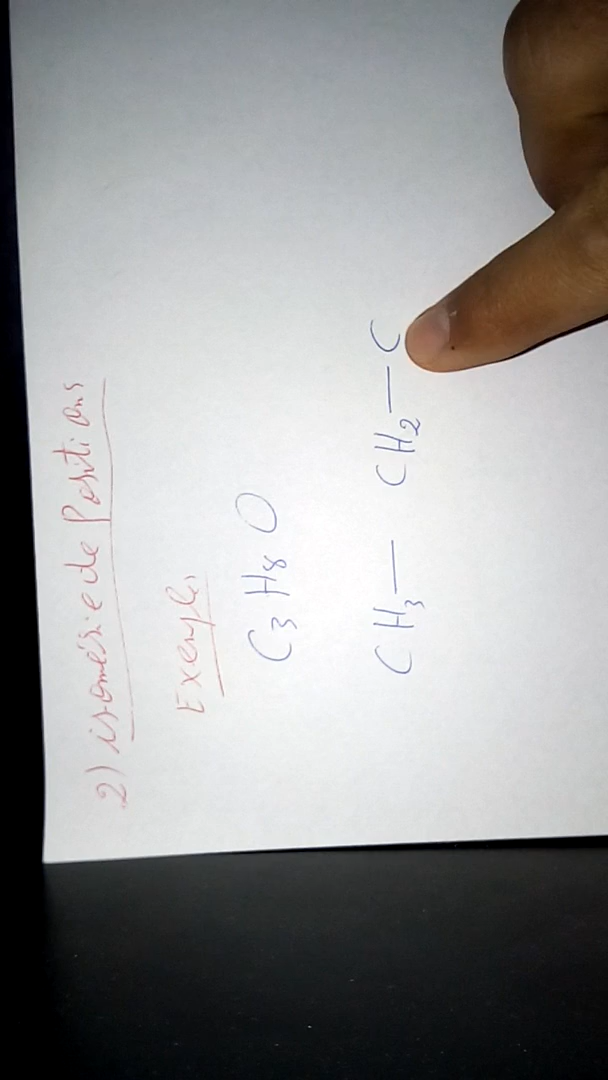 2) isomérie de Positions
Exemple
C₃H₈O
CH₃ — CH₂ — C